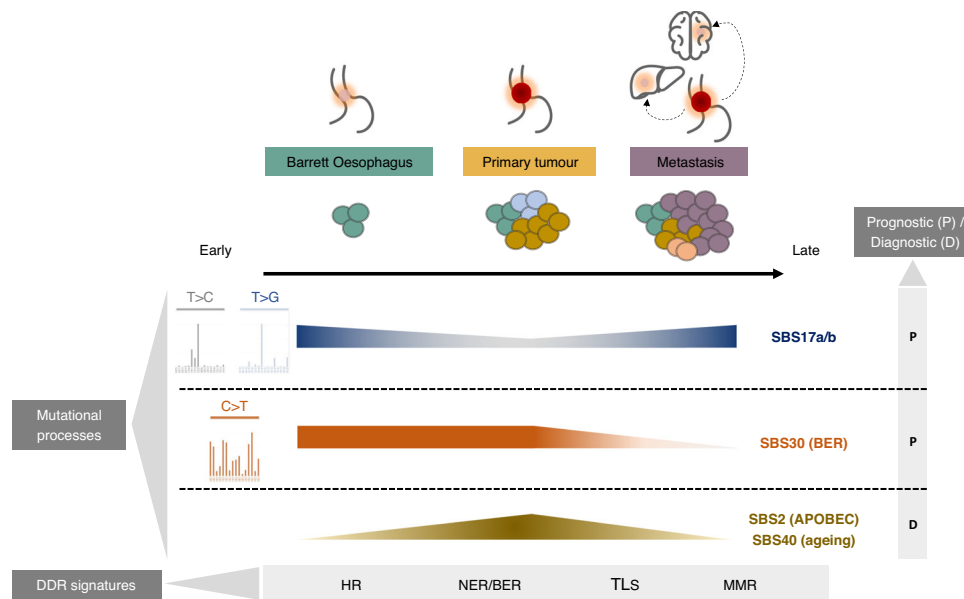 Barrett Oesophagus
Primary tumour
Metastasis
Prognostic (P) /
Diagnostic (D)
Early
Late
T>C
T>G
SBS17a/b
P
Mutational
processes
C>T
SBS30 (BER)
P
SBS2 (APOBEC)
SBS40 (ageing)
D
DDR signatures
HR
NER/BER
TLS
MMR